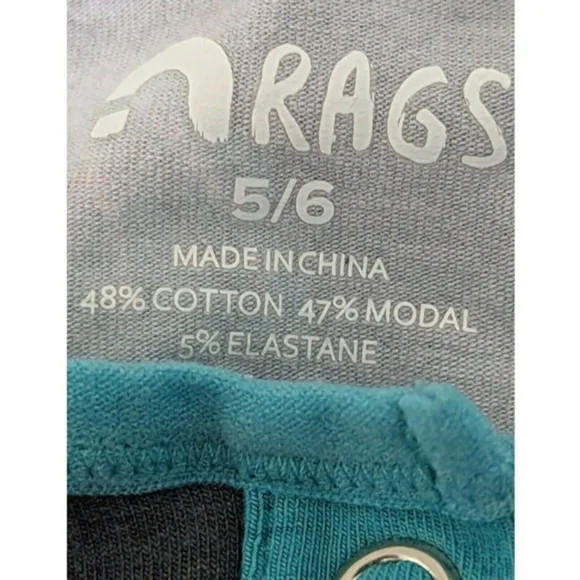 RAGS
5/6
MADE IN CHINA
48% COTTON 47% MODAL
5% ELASTANE